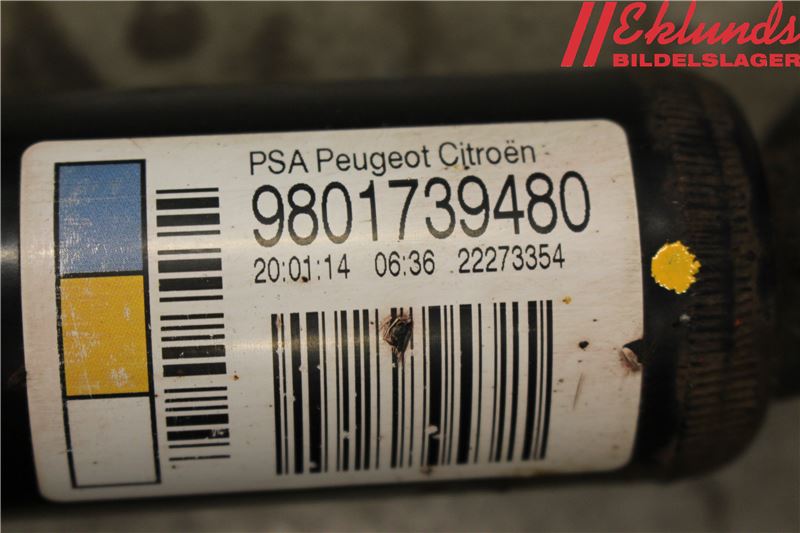 Eklunds
BILDELSLAGER
PSA Peugeot Citroën
9801739480
20:01:14 06:36 22273354